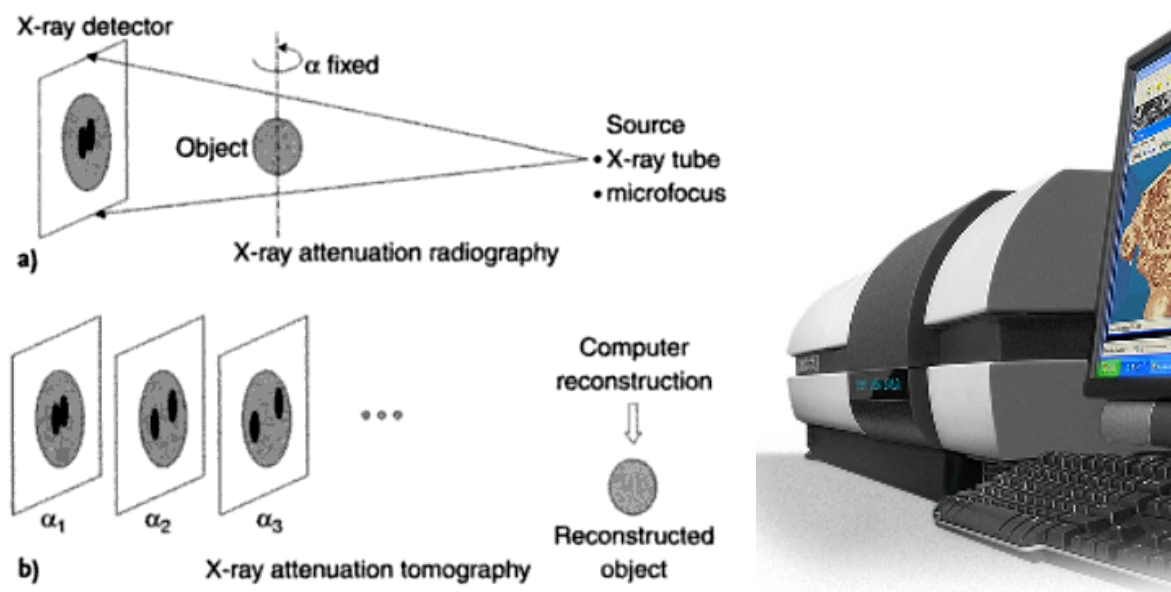 X-ray detector
α fixed
Object
Source
• X-ray tube
• microfocus
X-ray attenuation radiography
a)
α₁
α₂
α₃
Computer
reconstruction
Reconstructed
object
b)
X-ray attenuation tomography